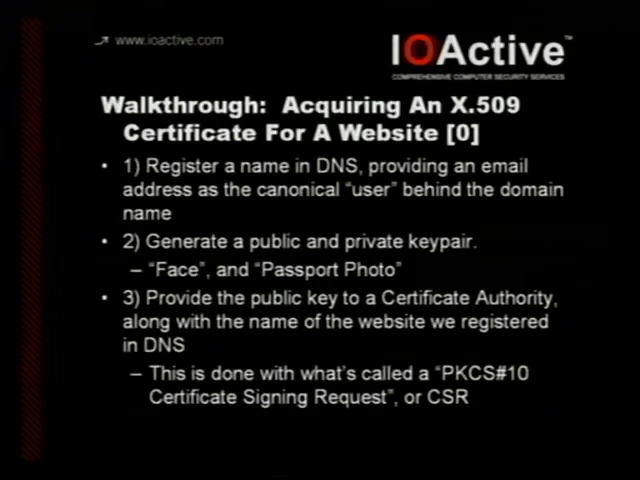 www.ioactive.com
IOActive™
COMPREHENSIVE COMPUTER SECURITY SERVICES
Walkthrough: Acquiring An X.509
Certificate For A Website [0]
• 1) Register a name in DNS, providing an email
address as the canonical “user” behind the domain
name
• 2) Generate a public and private keypair.
– “Face”, and “Passport Photo”
• 3) Provide the public key to a Certificate Authority,
along with the name of the website we registered
in DNS
– This is done with what's called a “PKCS#10
Certificate Signing Request”, or CSR